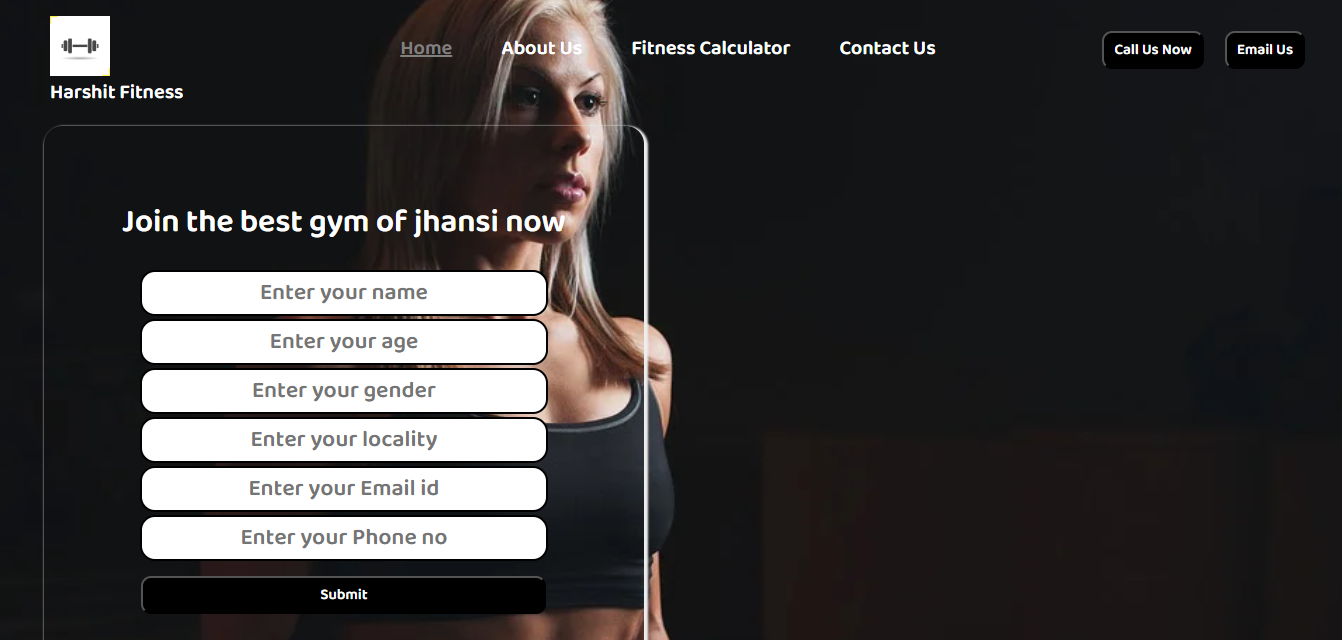 Home
About Us
Fitness Calculator
Contact Us
Call Us Now
Email Us
Harshit Fitness
Join the best gym of jhansi now
Enter your name
Enter your age
Enter your gender
Enter your locality
Enter your Email id
Enter your Phone no
Submit